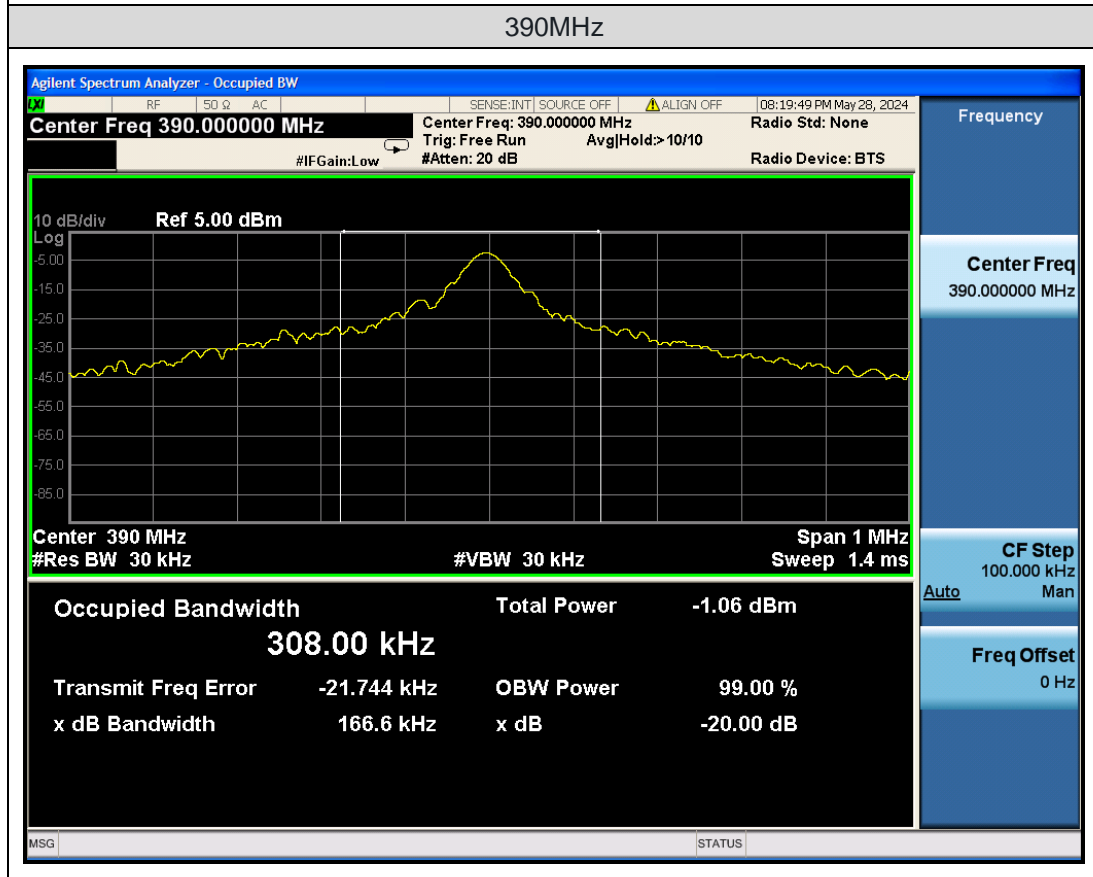 390MHz
Agilent Spectrum Analyzer - Occupied BW
LXI RF 50 Ω AC SENSE:INT SOURCE OFF ALIGN OFF 08:19:49 PM May 28, 2024
Center Freq 390.000000 MHz Center Freq: 390.000000 MHz Radio Std: None
Trig: Free Run Avg|Hold:> 10/10
#IFGain:Low #Atten: 20 dB Radio Device: BTS
Frequency
10 dB/div Ref 5.00 dBm
Log
-5.00
-15.0
-25.0
-35.0
-45.0
-55.0
-65.0
-75.0
-85.0
Center 390 MHz Span 1 MHz
#Res BW 30 kHz #VBW 30 kHz Sweep 1.4 ms
Center Freq
390.000000 MHz
CF Step
100.000 kHz
Auto Man
Freq Offset
0 Hz
Occupied Bandwidth Total Power -1.06 dBm
308.00 kHz
Transmit Freq Error -21.744 kHz OBW Power 99.00 %
x dB Bandwidth 166.6 kHz x dB -20.00 dB
MSG STATUS